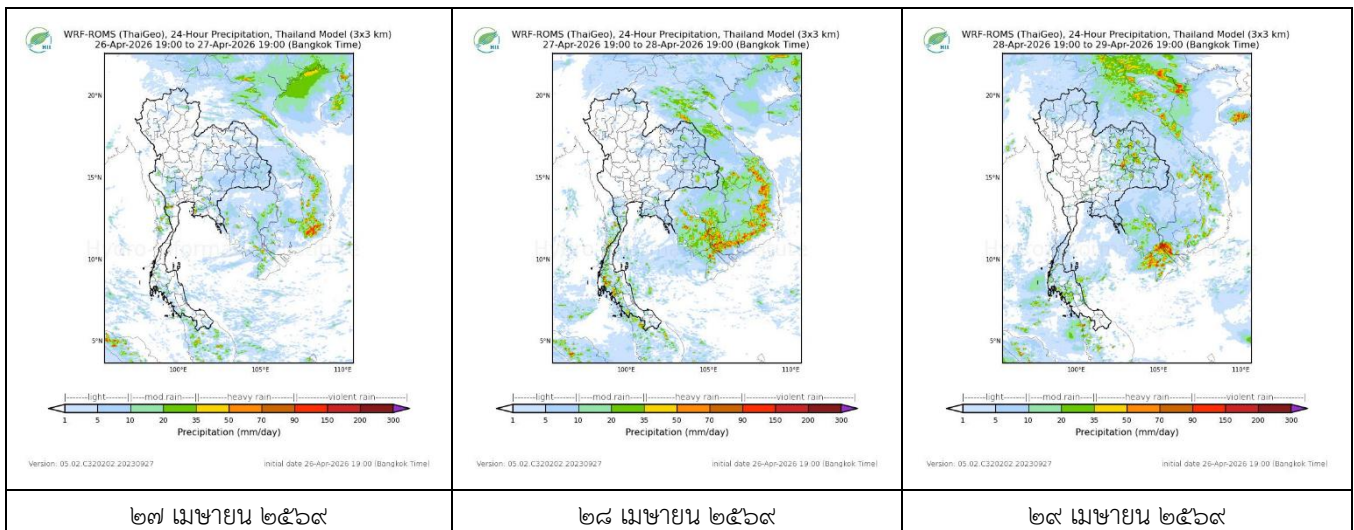 WRF-ROMS (ThaiGeo), 24-Hour Precipitation, Thailand Model (3x3 km)
26-Apr-2026 19:00 to 27-Apr-2026 19:00 (Bangkok Time)
20°N
15°N
10°N
5°N
100°E 105°E 110°E
light mod rain heavy rain violent rain
1 5 10 20 35 50 70 90 150 200 300
Precipitation (mm/day)
Version: 05.02.C320202.20230927 initial date 26-Apr-2026 19:00 (Bangkok Time)
๒๗ เมษายน ๒๕๖๙
WRF-ROMS (ThaiGeo), 24-Hour Precipitation, Thailand Model (3x3 km)
27-Apr-2026 19:00 to 28-Apr-2026 19:00 (Bangkok Time)
20°N
15°N
10°N
5°N
100°E 105°E 110°E
light mod rain heavy rain violent rain
1 5 10 20 35 50 70 90 150 200 300
Precipitation (mm/day)
Version: 05.02.C320202.20230927 initial date 26-Apr-2026 19:00 (Bangkok Time)
๒๘ เมษายน ๒๕๖๙
WRF-ROMS (ThaiGeo), 24-Hour Precipitation, Thailand Model (3x3 km)
28-Apr-2026 19:00 to 29-Apr-2026 19:00 (Bangkok Time)
20°N
15°N
10°N
5°N
100°E 105°E 110°E
light mod rain heavy rain violent rain
1 5 10 20 35 50 70 90 150 200 300
Precipitation (mm/day)
Version: 05.02.C320202.20230927 initial date 26-Apr-2026 19:00 (Bangkok Time)
๒๙ เมษายน ๒๕๖๙